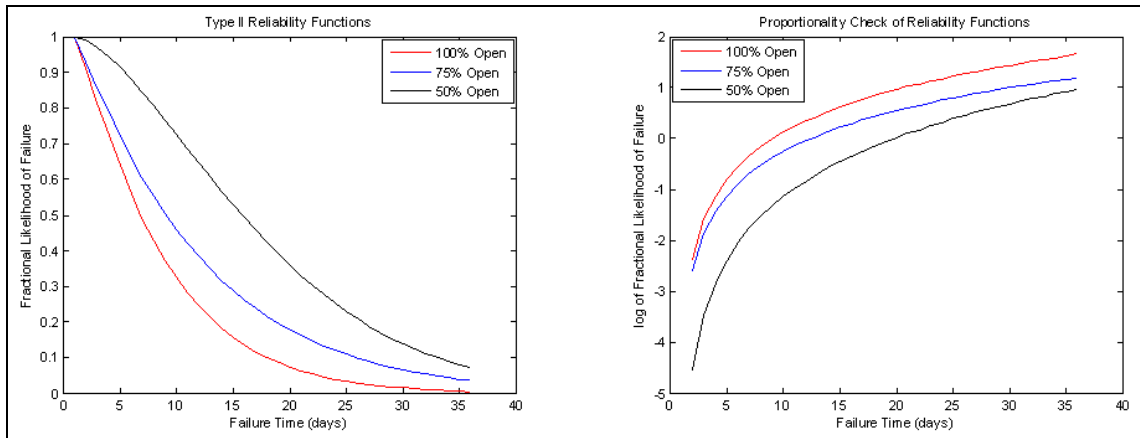 Type II Reliability Functions
1
0.9
0.8
0.7
0.6
0.5
0.4
0.3
0.2
0.1
0
Fractional Likelihood of Failure
100% Open
75% Open
50% Open
0 5 10 15 20 25 30 35 40
Failure Time (days)
Proportionality Check of Reliability Functions
2
1
0
-1
-2
-3
-4
-5
log of Fractional Likelihood of Failure
100% Open
75% Open
50% Open
0 5 10 15 20 25 30 35 40
Failure Time (days)